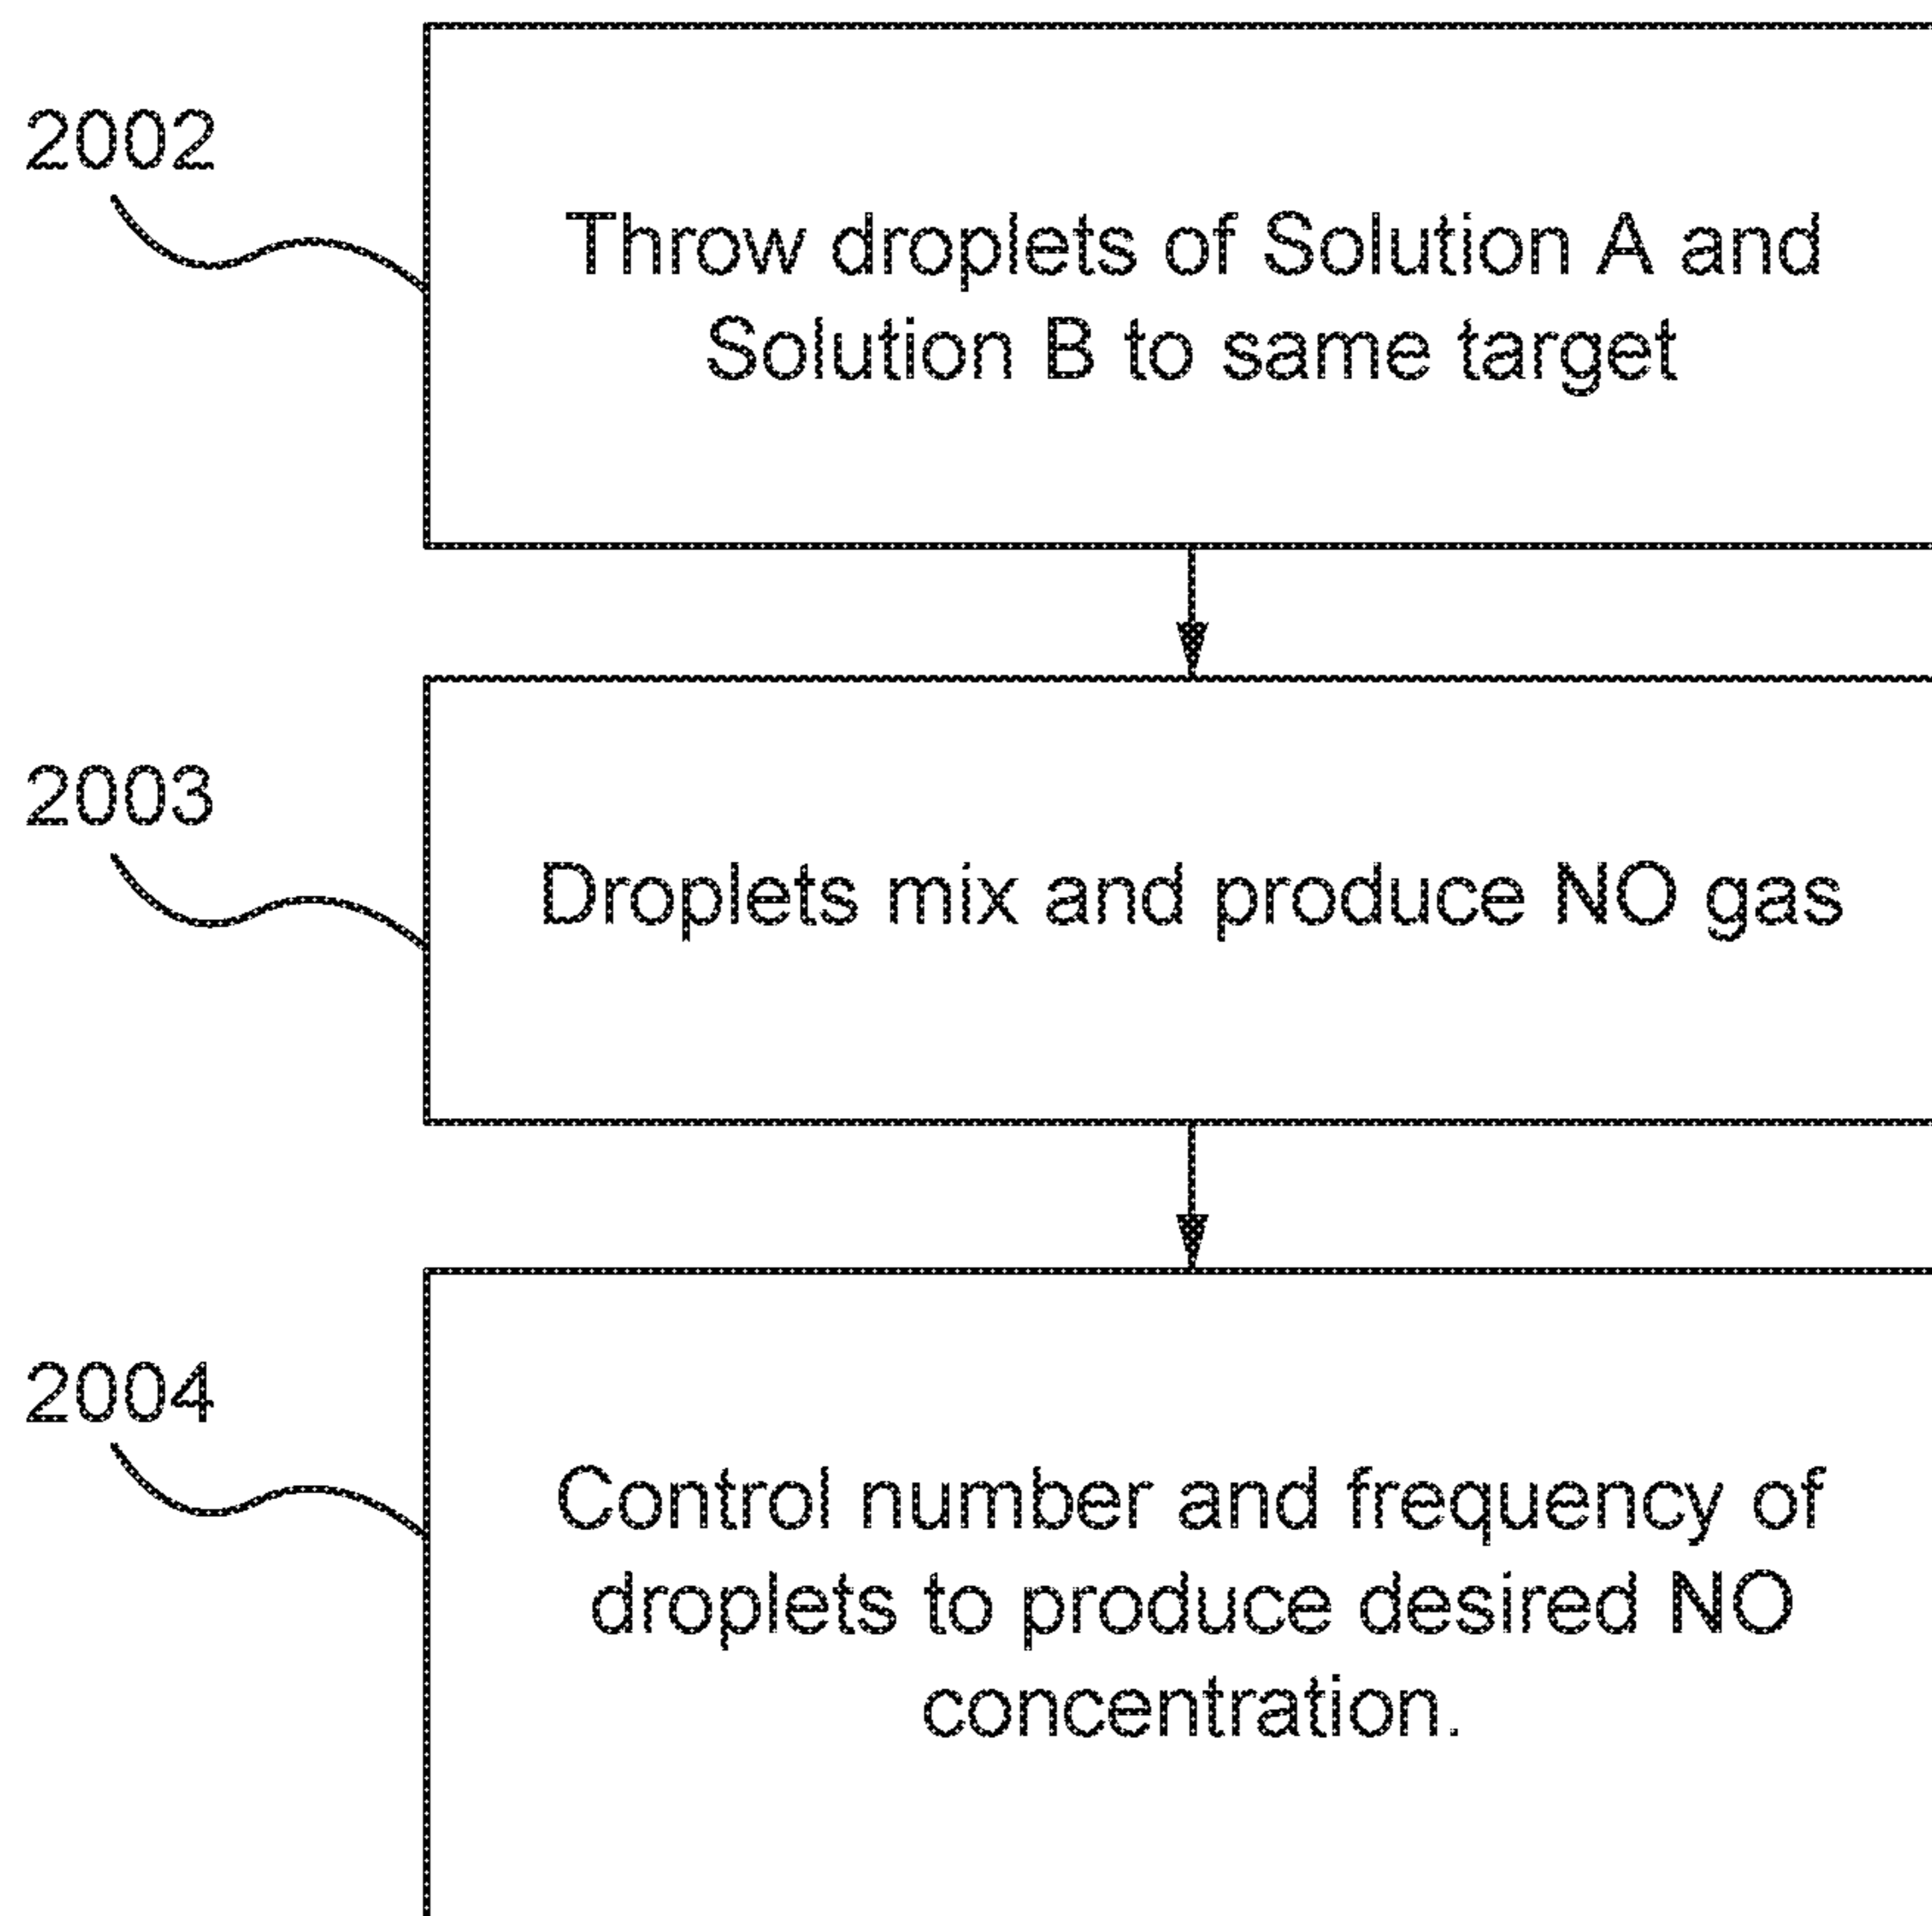 2002
Throw droplets of Solution A and
Solution B to same target
2003
Droplets mix and produce NO gas
2004
Control number and frequency of
droplets to produce desired NO
concentration.